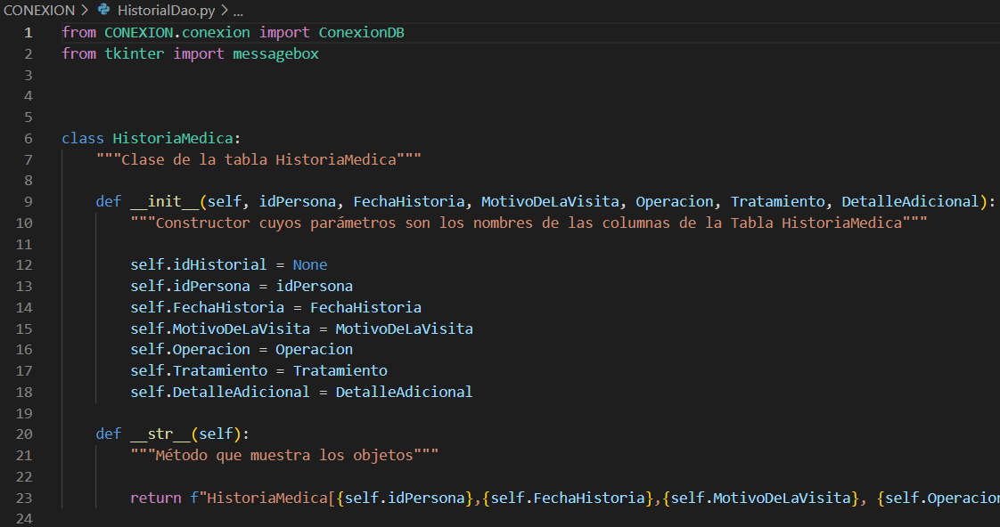 CONEXION > HistorialDao.py > ...
1 from CONEXION.conexion import ConexionDB
2 from tkinter import messagebox
3
4
5
6 class HistoriaMedica:
7 """Clase de la tabla HistoriaMedica"""
8
9 def __init__(self, idPersona, FechaHistoria, MotivoDeLaVisita, Operacion, Tratamiento, DetalleAdicional):
10 """Constructor cuyos parámetros son los nombres de las columnas de la Tabla HistoriaMedica"""
11
12 self.idHistorial = None
13 self.idPersona = idPersona
14 self.FechaHistoria = FechaHistoria
15 self.MotivoDeLaVisita = MotivoDeLaVisita
16 self.Operacion = Operacion
17 self.Tratamiento = Tratamiento
18 self.DetalleAdicional = DetalleAdicional
19
20 def __str__(self):
21 """Método que muestra los objetos"""
22
23 return f"HistoriaMedica[{self.idPersona},{self.FechaHistoria},{self.MotivoDeLaVisita}, {self.Operacion
24